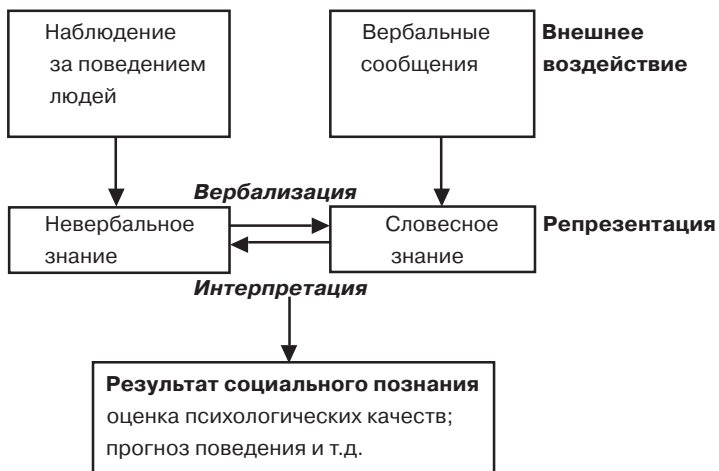 Наблюдение
за поведением
людей
Вербальные
сообщения
Внешнее
воздействие
Вербализация
Невербальное
знание
Словесное
знание
Репрезентация
Интерпретация
Результат социального познания
оценка психологических качеств;
прогноз поведения и т.д.